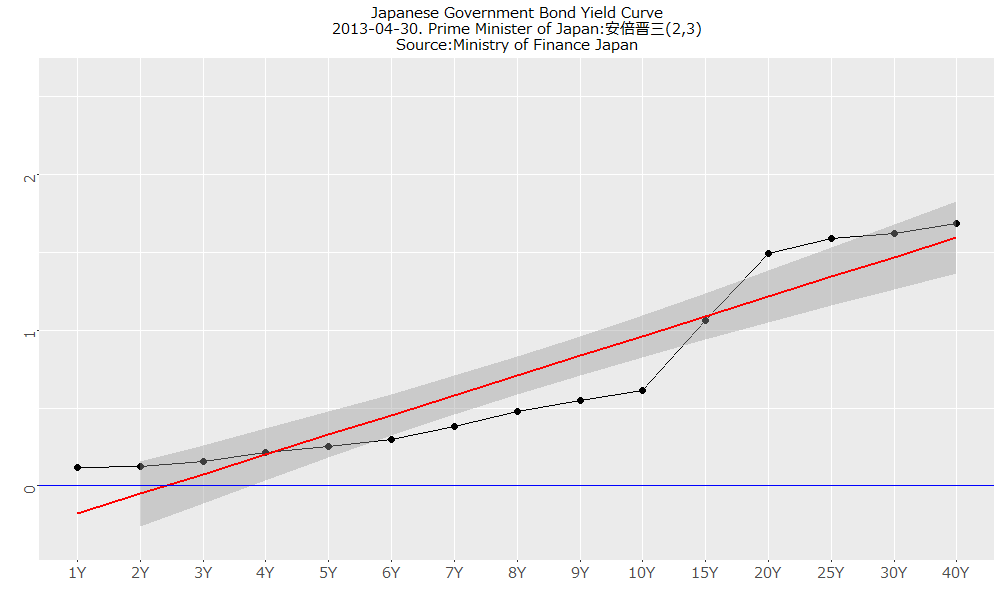 Japanese Government Bond Yield Curve
2013-04-30. Prime Minister of Japan:安倍晋三(2,3)
Source:Ministry of Finance Japan
2
1
0
1Y 2Y 3Y 4Y 5Y 6Y 7Y 8Y 9Y 10Y 15Y 20Y 25Y 30Y 40Y